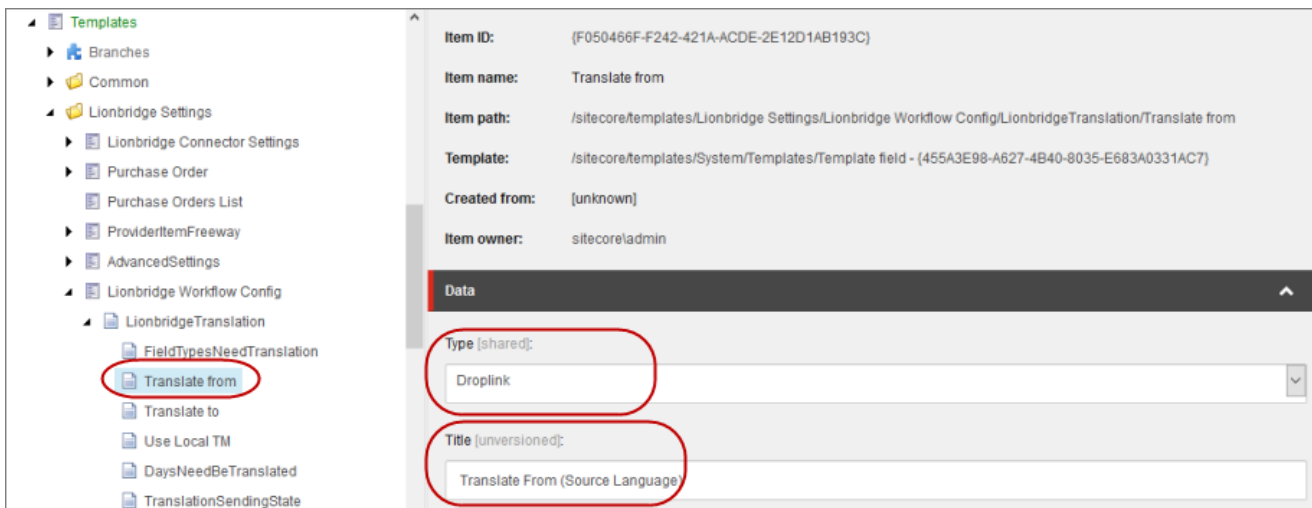 Templates
Branches
Common
Lionbridge Settings
Lionbridge Connector Settings
Purchase Order
Purchase Orders List
ProviderItemFreeway
AdvancedSettings
Lionbridge Workflow Config
LionbridgeTranslation
FieldTypesNeedTranslation
Translate from
Translate to
Use Local TM
DaysNeedBeTranslated
TranslationSendingState
Item ID: {F050466F-F242-421A-ACDE-2E12D1AB193C}
Item name: Translate from
Item path: /sitecore/templates/Lionbridge Settings/Lionbridge Workflow Config/LionbridgeTranslation/Translate from
Template: /sitecore/templates/System/Templates/Template field - {455A3E98-A627-4B40-8035-E683A0331AC7}
Created from: [unknown]
Item owner: sitecore\admin
Data
Type [shared]:
Droplink
Title [unversioned]:
Translate From (Source Language)